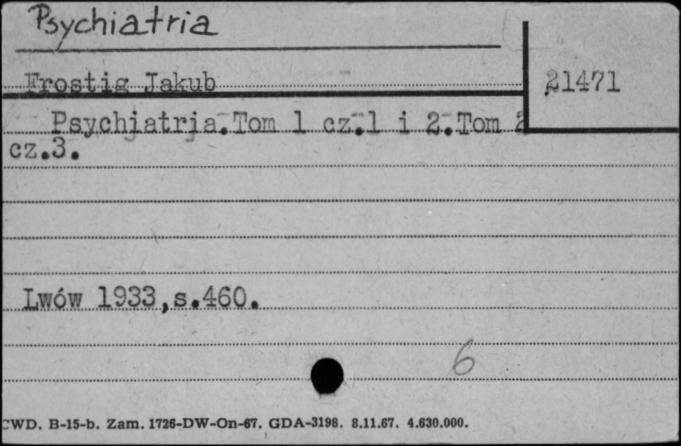 Psychiatria
Frostig Jakub
21471
Psychjatrja.Tom 1 cz.1 i 2.Tom 2
cz.3.
Lwów 1933,s.460.
6
CWD. B-15-b. Zam. 1726-DW-On-67. GDA-3198. 8.11.67. 4.630.000.